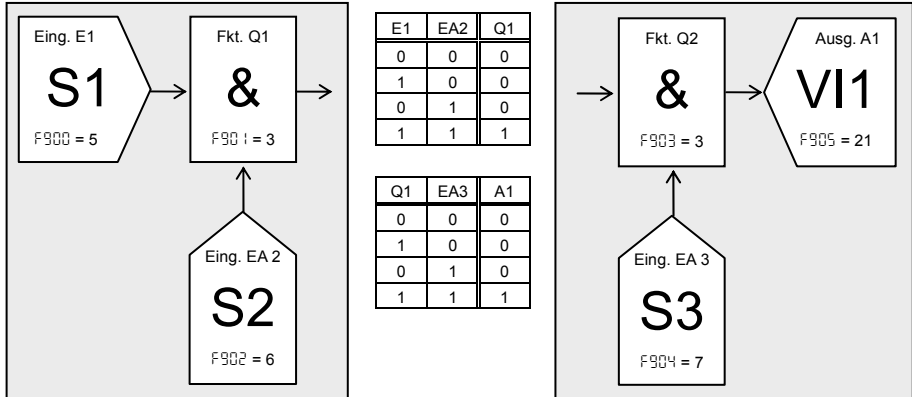 Eing. E1
S1
F900 = 5
Fkt. Q1
&
F901 = 3
Eing. EA 2
S2
F902 = 6
E1 EA2 Q1
0 0 0
1 0 0
0 1 0
1 1 1
Q1 EA3 A1
0 0 0
1 0 0
0 1 0
1 1 1
Fkt. Q2
&
F903 = 3
Ausg. A1
VI1
F905 = 21
Eing. EA 3
S3
F904 = 7